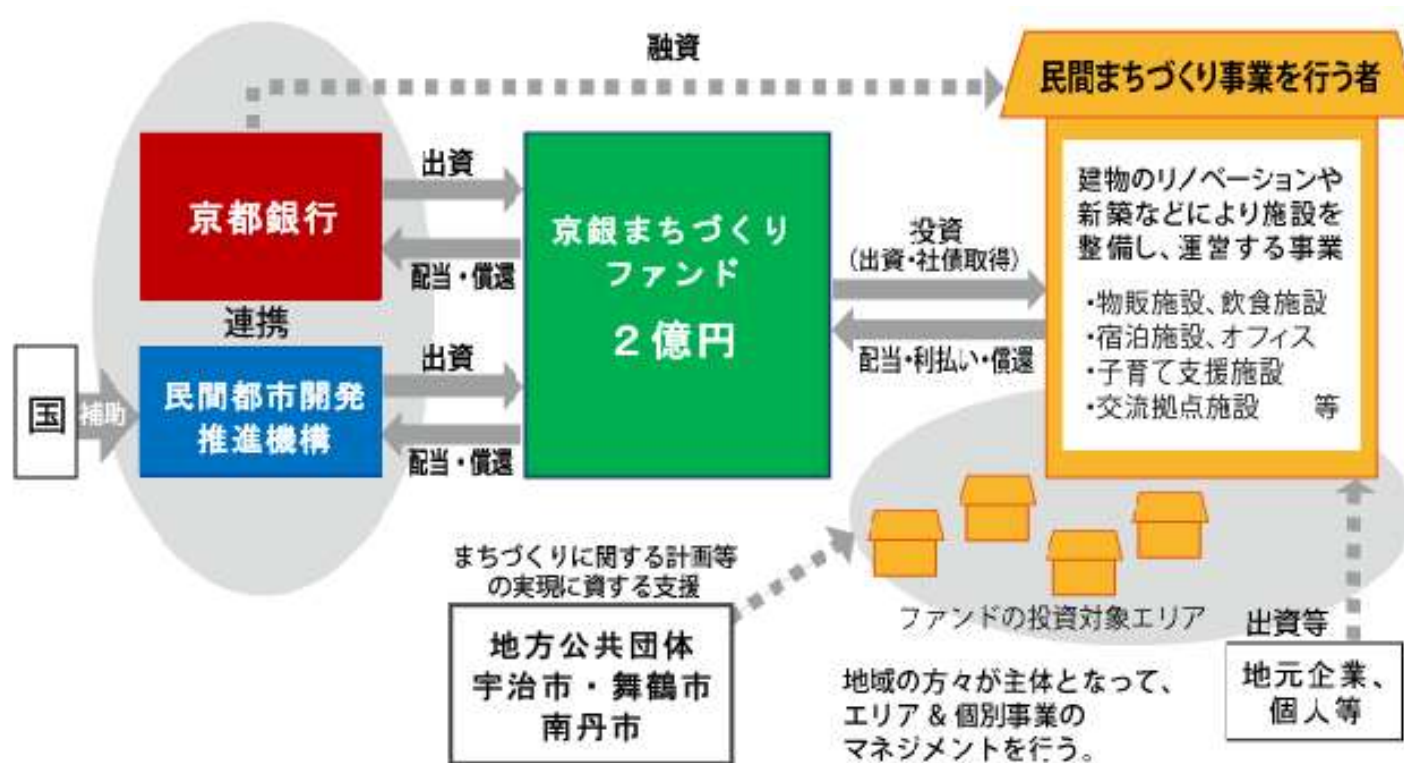 融資
民間まちづくり事業を行う者
京都銀行
出資
配当・償還
連携
国
補助
民間都市開発
推進機構
出資
配当・償還
京銀まちづくり
ファンド
2億円
投資
(出資・社債取得)
配当・利払い・償還
建物のリノベーションや
新築などにより施設を
整備し、運営する事業
・物販施設、飲食施設
・宿泊施設、オフィス
・子育て支援施設
・交流拠点施設 等
まちづくりに関する計画等
の実現に資する支援
地方公共団体
宇治市・舞鶴市
南丹市
ファンドの投資対象エリア
地域の方々が主体となって、
エリア & 個別事業の
マネジメントを行う。
出資等
地元企業、
個人等